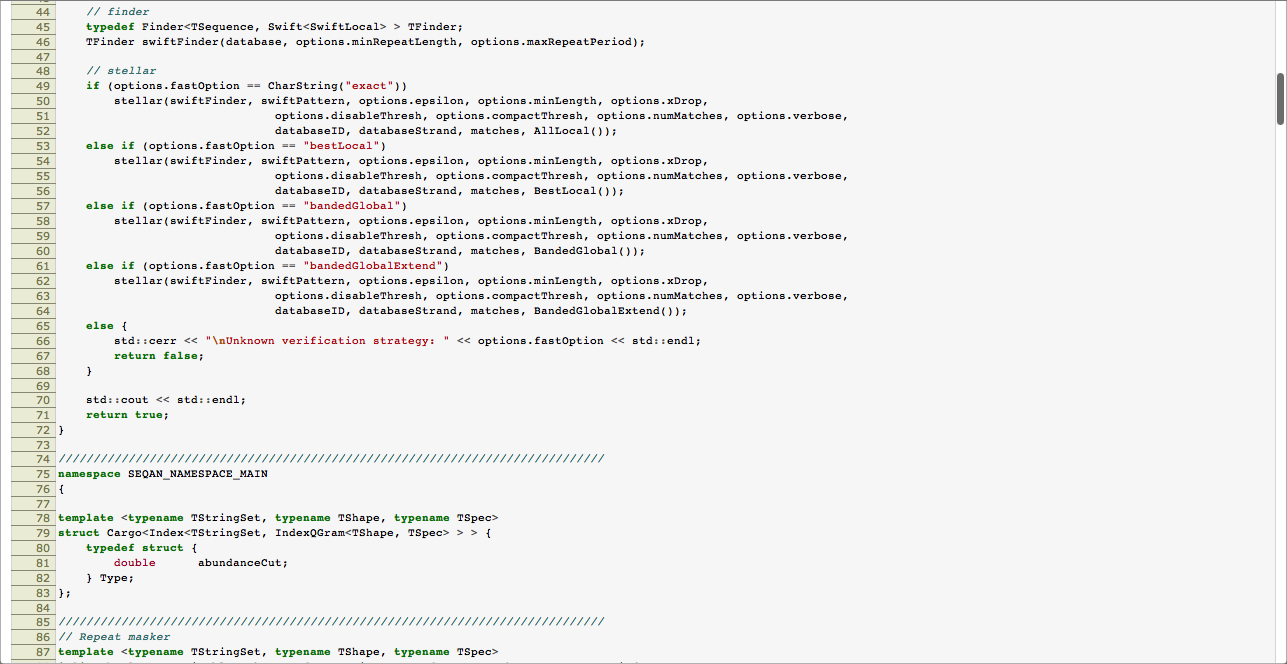 44     // finder
45     typedef Finder<TSequence, Swift<SwiftLocal> > TFinder;
46     TFinder swiftFinder(database, options.minRepeatLength, options.maxRepeatPeriod);
47
48     // stellar
49     if (options.fastOption == CharString("exact"))
50         stellar(swiftFinder, swiftPattern, options.epsilon, options.minLength, options.xDrop,
51                                options.disableThresh, options.compactThresh, options.numMatches, options.verbose,
52                                databaseID, databaseStrand, matches, AllLocal());
53     else if (options.fastOption == "bestLocal")
54         stellar(swiftFinder, swiftPattern, options.epsilon, options.minLength, options.xDrop,
55                                options.disableThresh, options.compactThresh, options.numMatches, options.verbose,
56                                databaseID, databaseStrand, matches, BestLocal());
57     else if (options.fastOption == "bandedGlobal")
58         stellar(swiftFinder, swiftPattern, options.epsilon, options.minLength, options.xDrop,
59                                options.disableThresh, options.compactThresh, options.numMatches, options.verbose,
60                                databaseID, databaseStrand, matches, BandedGlobal());
61     else if (options.fastOption == "bandedGlobalExtend")
62         stellar(swiftFinder, swiftPattern, options.epsilon, options.minLength, options.xDrop,
63                                options.disableThresh, options.compactThresh, options.numMatches, options.verbose,
64                                databaseID, databaseStrand, matches, BandedGlobalExtend());
65     else {
66         std::cerr << "\nUnknown verification strategy: " << options.fastOption << std::endl;
67         return false;
68     }
69
70     std::cout << std::endl;
71     return true;
72 }
73
74 //////////////////////////////////////////////////////////////////////////////
75 namespace SEQAN_NAMESPACE_MAIN
76 {
77
78 template <typename TStringSet, typename TShape, typename TSpec>
79 struct Cargo<Index<TStringSet, IndexQGram<TShape, TSpec> > > {
80     typedef struct {
81         double      abundanceCut;
82     } Type;
83 };
84
85 //////////////////////////////////////////////////////////////////////////////
86 // Repeat masker
87 template <typename TStringSet, typename TShape, typename TSpec>